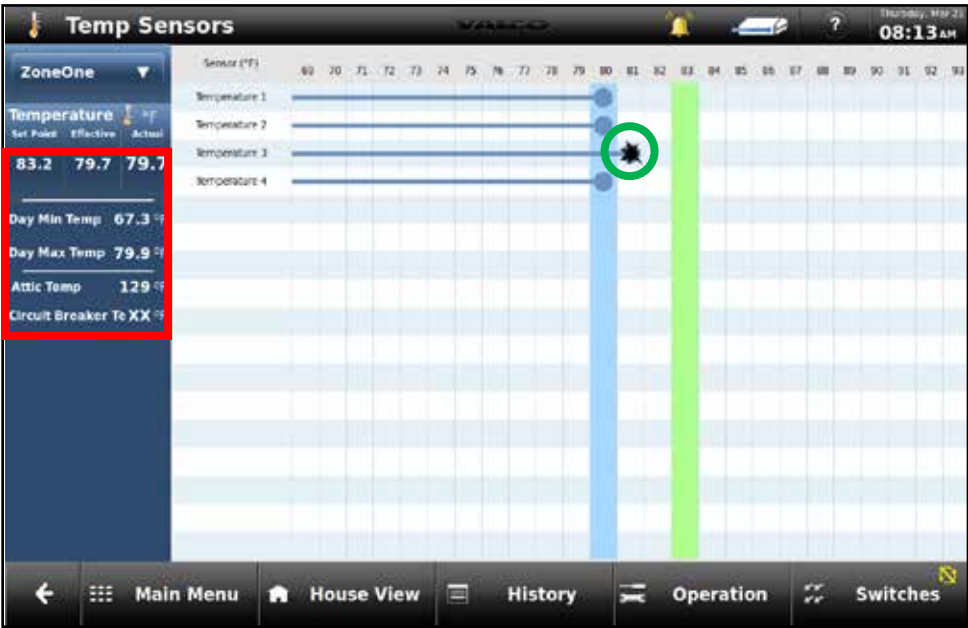 Temp Sensors
VALCO
?
Thursday, Mar 21
08:13AM
ZoneOne
Sensor (°F)
69 70 71 72 73 74 75 76 77 78 79 80 81 82 83 84 85 86 87 88 89 90 91 92 93
Temperature °F
Set Point Effective Actual
83.2 79.7 79.7
Day Min Temp 67.3 °F
Day Max Temp 79.9 °F
Attic Temp 129 °F
Circuit Breaker Te XX °F
Temperature 1
Temperature 2
Temperature 3
Temperature 4
Main Menu
House View
History
Operation
Switches